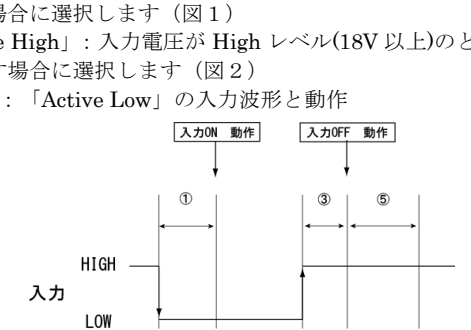 場合に選択します（図１）
e High」：入力電圧が High レベル(18V 以上)のと
す場合に選択します（図２）
：「Active Low」の入力波形と動作
入力ON 動作
入力OFF 動作
①
③
⑤
HIGH
入力
LOW